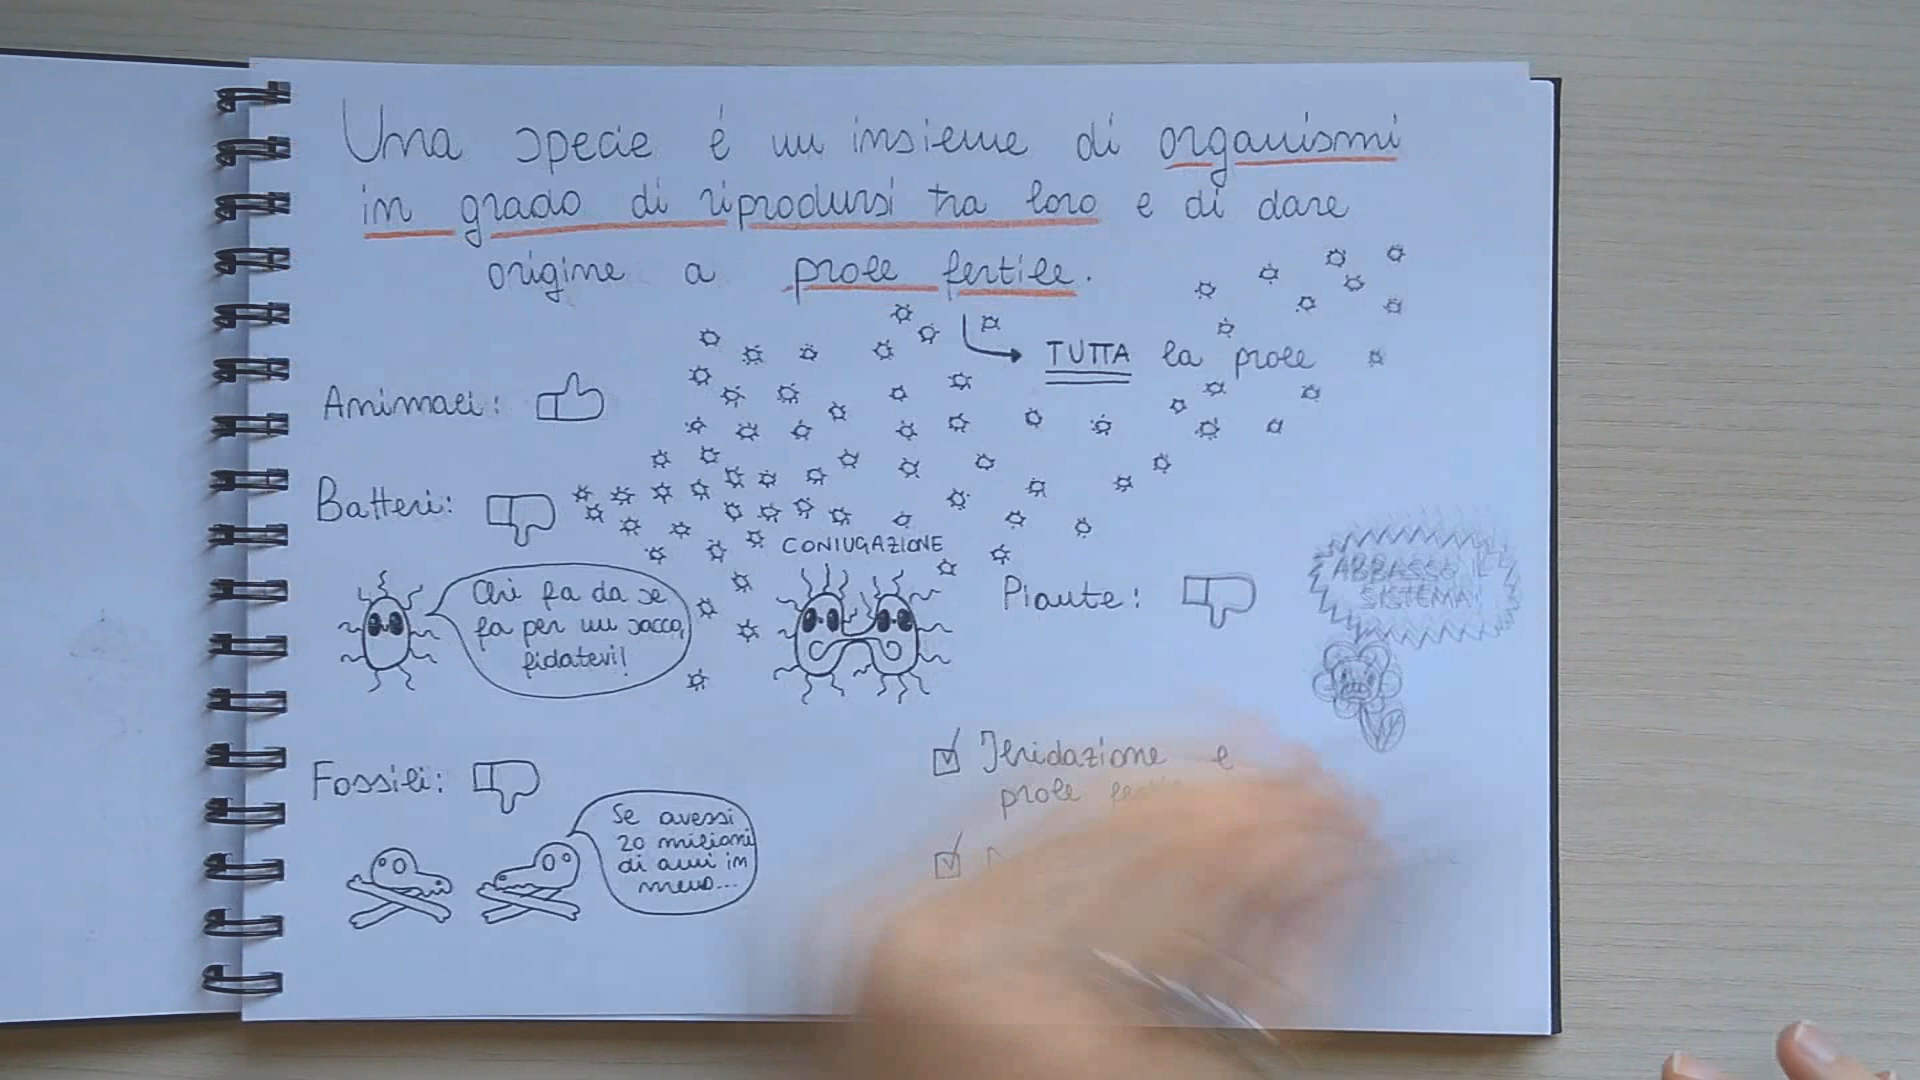 Una specie é un insieme di organismi
in grado di riprodursi tra loro e di dare
origine a prole fertile.
TUTTA la prole
Animali:
Batteri:
CONIUGAZIONE
Chi fa da se
fa per un sacco,
fidatevi!
Piante:
ABBASSO IL
SISTEMA!
Fossili:
Se avessi
20 milioni
di anni in
meno...
Ibridazione e
prole